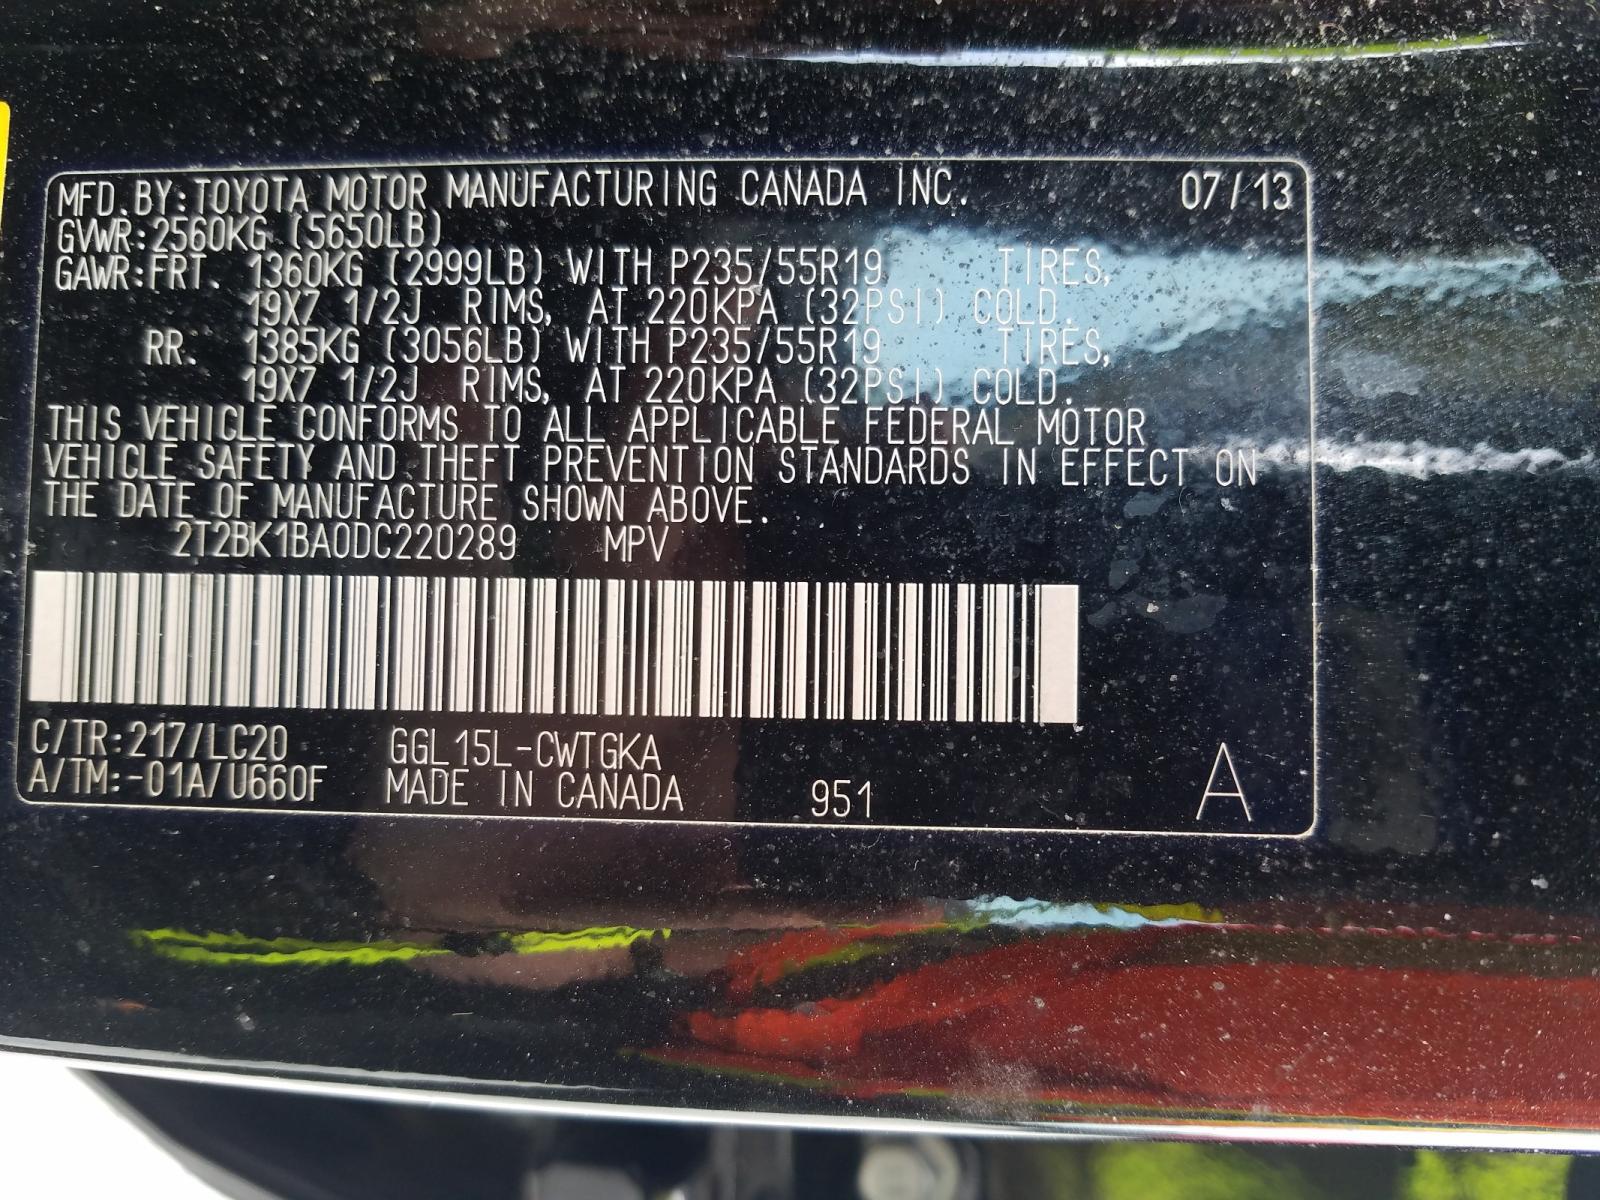 MFD. BY: TOYOTA MOTOR MANUFACTURING CANADA INC. 07/13
GVWR: 2560KG (5650LB)
GAWR: FRT. 1360KG (2999LB) WITH P235/55R19 TIRES,
19X7 1/2J RIMS, AT 220KPA (32PSI) COLD.
RR. 1385KG (3056LB) WITH P235/55R19 TIRES,
19X7 1/2J RIMS, AT 220KPA (32PSI) COLD.
THIS VEHICLE CONFORMS TO ALL APPLICABLE FEDERAL MOTOR
VEHICLE SAFETY AND THEFT PREVENTION STANDARDS IN EFFECT ON
THE DATE OF MANUFACTURE SHOWN ABOVE.
2T2BK1BA0DC220289 MPV
C/TR: 217/LC20 GGL15L-CWTGKA
A/TM: -01A/U660F MADE IN CANADA 951 A